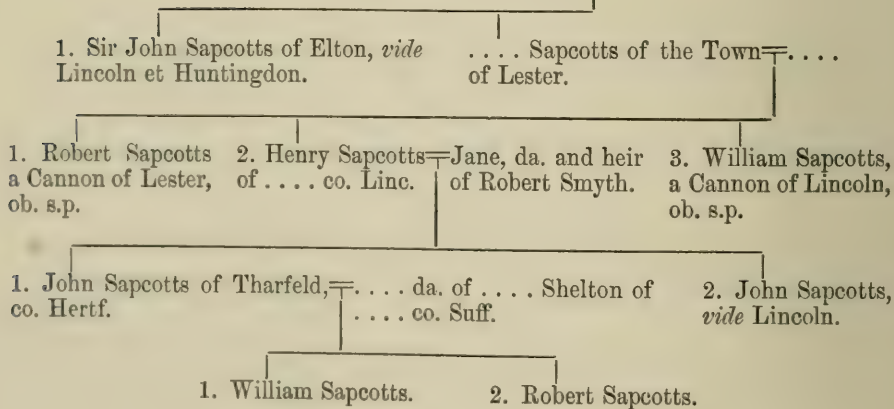 1. Sir John Sapcotts of Elton, vide
Lincoln et Huntingdon.
. . . . Sapcotts of the Town=. . . .
of Lester.
1. Robert Sapcotts
a Cannon of Lester,
ob. s.p.
2. Henry Sapcotts=Jane, da. and heir
of . . . . co. Linc. of Robert Smyth.
3. William Sapcotts,
a Cannon of Lincoln,
ob. s.p.
1. John Sapcotts of Tharfeld,=. . . . da. of . . . . Shelton of
co. Hertf. . . . . co. Suff.
2. John Sapcotts,
vide Lincoln.
1. William Sapcotts.
2. Robert Sapcotts.